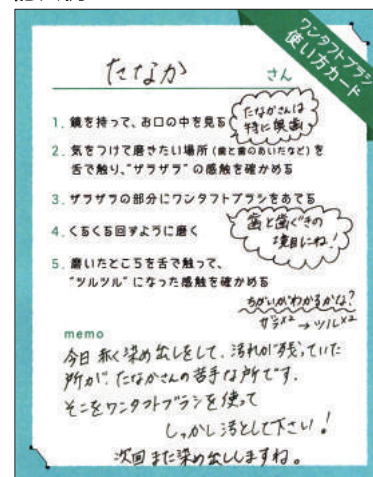 ワンタフトブラシ
使い方カード
たなか さん
1. 鏡を持って、お口の中を見る
たなかさんは
特に奥歯
2. 気をつけて磨きたい場所（歯と歯のあいだなど）を
舌で触り、“ザラザラ”の感触を確かめる
3. ザラザラの部分にワンタフトブラシをあてる
4. くるくる回すように磨く
歯と歯ぐきの
境目にね！
5. 磨いたところを舌で触って、
“ツルツル”になった感触を確かめる
ちがいがわかるかな？
ザラ×2 → ツル×2
memo
今日 赤く染め出しをして、汚れが残っていた
所が、たなかさんの苦手な所です。
そこをワンタフトブラシを使って
しっかり落として下さい！
次回また染め出ししますね。